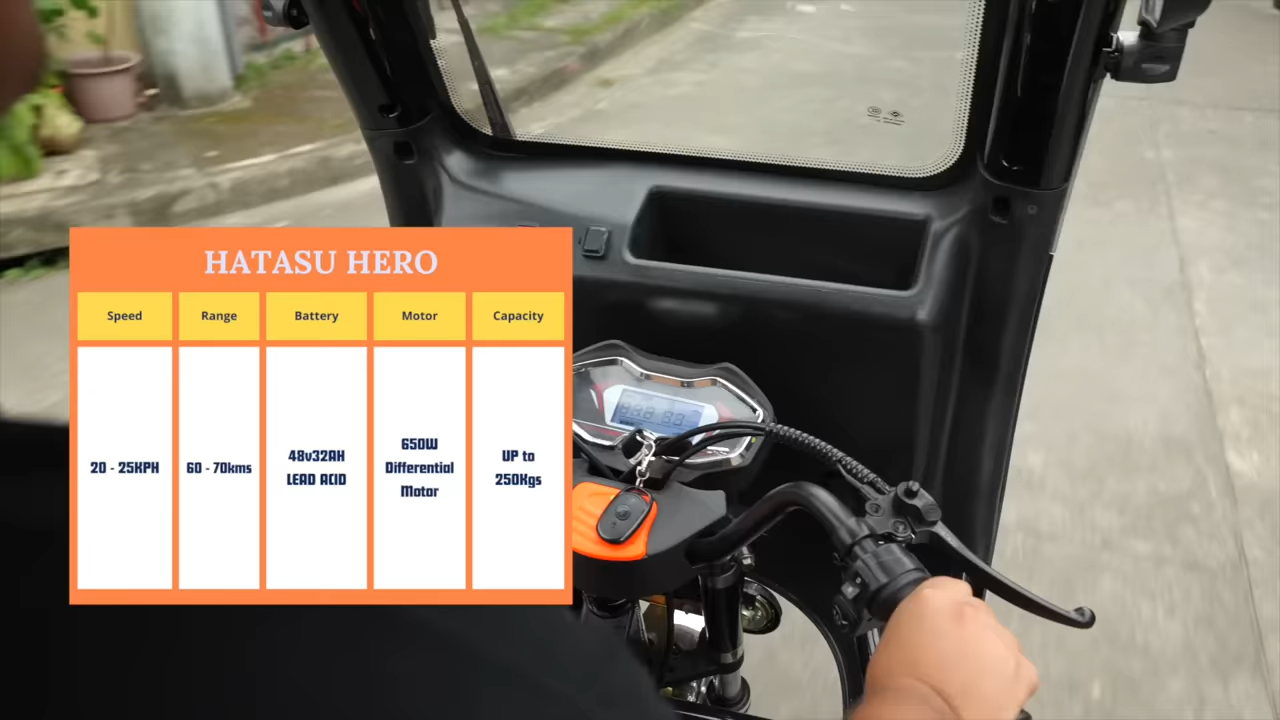 HATASU HERO
Speed Range Battery Motor Capacity
20 - 25KPH
60 - 70kms
48v32AH
LEAD ACID
650W
Differential
Motor
UP to
250Kgs